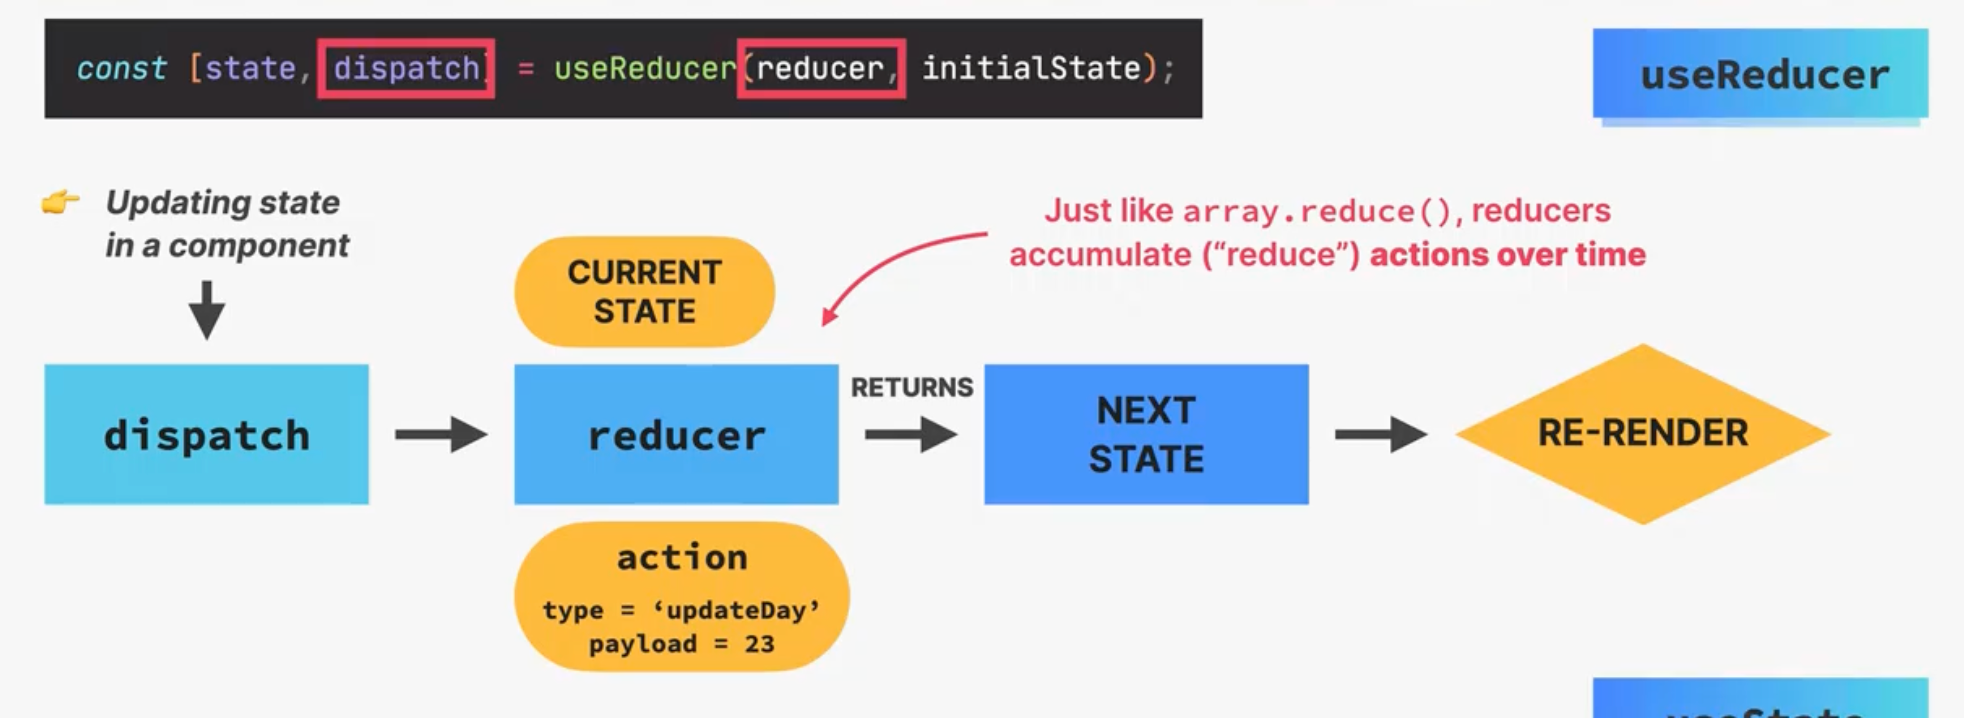 const [state, dispatch] = useReducer(reducer, initialState);
useReducer
👉 Updating state
in a component
Just like array.reduce(), reducers
accumulate (“reduce”) actions over time
CURRENT
STATE
dispatch
reducer
RETURNS
NEXT
STATE
RE-RENDER
action
type = ‘updateDay’
payload = 23
useState